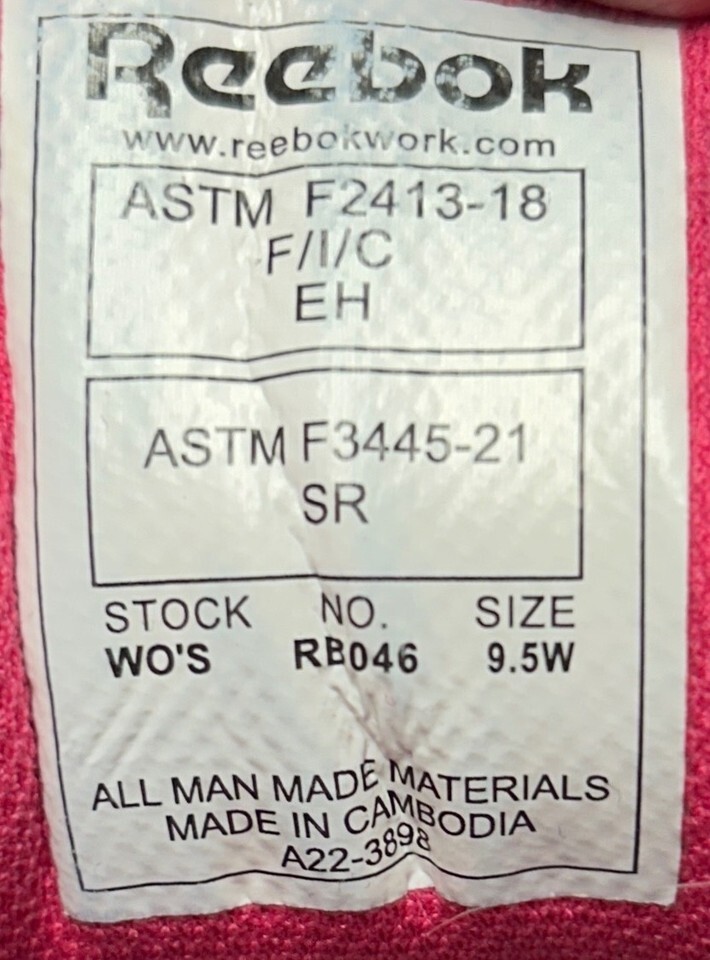 Reebok
www.reebokwork.com
ASTM F2413-18
F/I/C
EH
ASTM F3445-21
SR
STOCK NO. SIZE
WO'S RB046 9.5W
ALL MAN MADE MATERIALS
MADE IN CAMBODIA
A22-3898